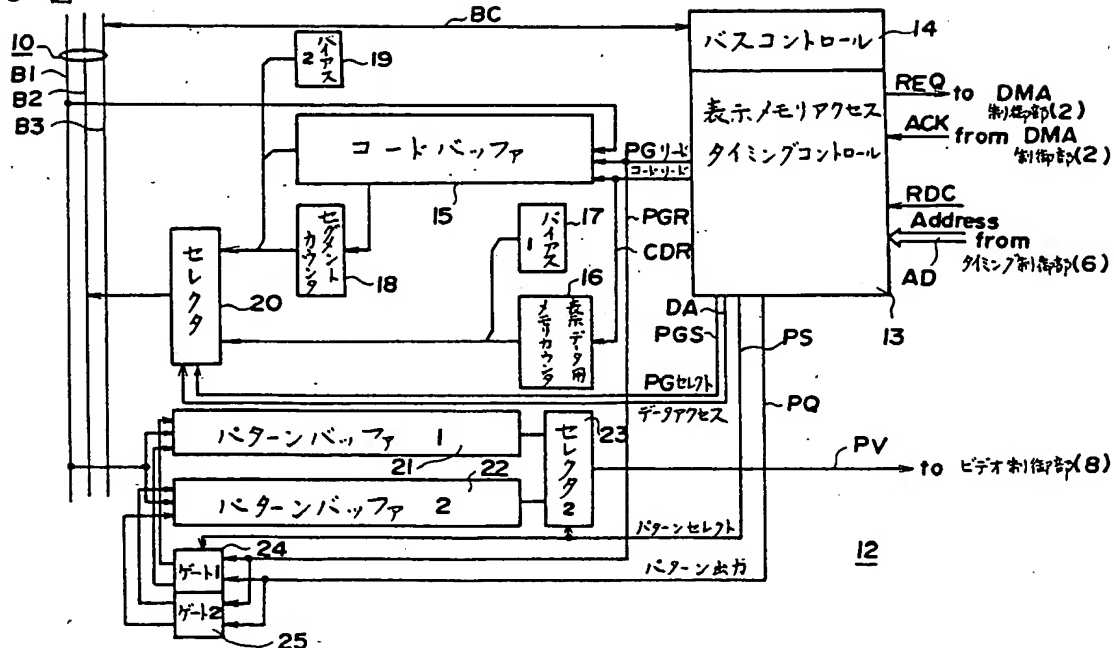 BC
10
B1
B2
B3
バイアス2
19
バスコントロール
14
表示メモリアクセス
タイミングコントロール
13
REQ
to DMA
制御部(2)
ACK
from DMA
制御部(2)
RDC
Address
from
AD
タイミング制御部(6)
コードバッファ
15
PGリード
コードリード
PGR
CDR
セレクタ
20
セグメント
カウンタ
18
バイアス1
17
16
表示データ用
メモリカウンタ
DA
PGS
PS
PQ
PGセレクト
データアクセス
パターンバッファ 1
21
パターンバッファ 2
22
セレクタ2
23
PV
to ビデオ制御部(8)
パターンセレクト
パターン出力
24
ゲート1
ゲート2
25
12